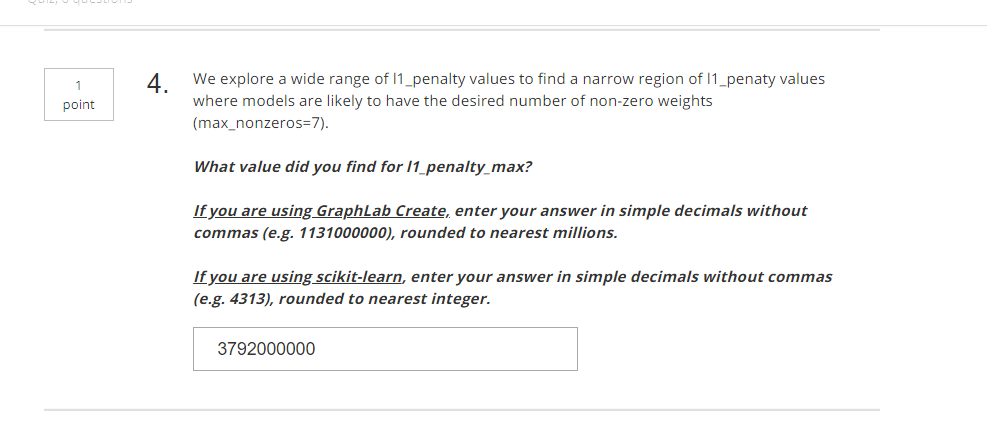 1
point
4.
We explore a wide range of l1_penalty values to find a narrow region of l1_penaty values
where models are likely to have the desired number of non-zero weights
(max_nonzeros=7).
What value did you find for l1_penalty_max?
If you are using GraphLab Create, enter your answer in simple decimals without
commas (e.g. 1131000000), rounded to nearest millions.
If you are using scikit-learn, enter your answer in simple decimals without commas
(e.g. 4313), rounded to nearest integer.
3792000000